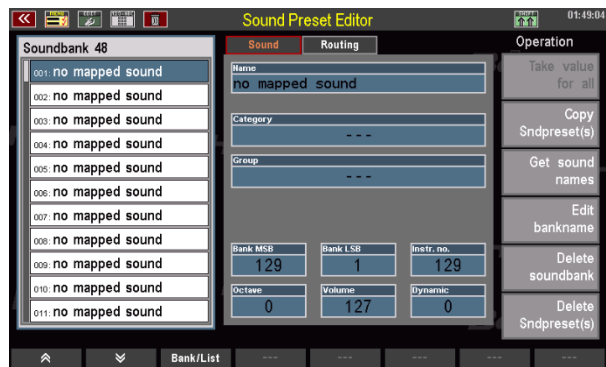 Sound Preset Editor
01:49:04
Soundbank 48
001: no mapped sound
002: no mapped sound
003: no mapped sound
004: no mapped sound
005: no mapped sound
006: no mapped sound
007: no mapped sound
008: no mapped sound
009: no mapped sound
010: no mapped sound
011: no mapped sound
Sound
Routing
Name
no mapped sound
Category
---
Group
---
Bank MSB
129
Bank LSB
1
Instr. no.
129
Octave
0
Volume
127
Dynamic
0
Operation
Take value
for all
Copy
Sndpreset(s)
Get sound
names
Edit
bankname
Delete
soundbank
Delete
Sndpreset(s)
Bank/List
---
---
---
---
---